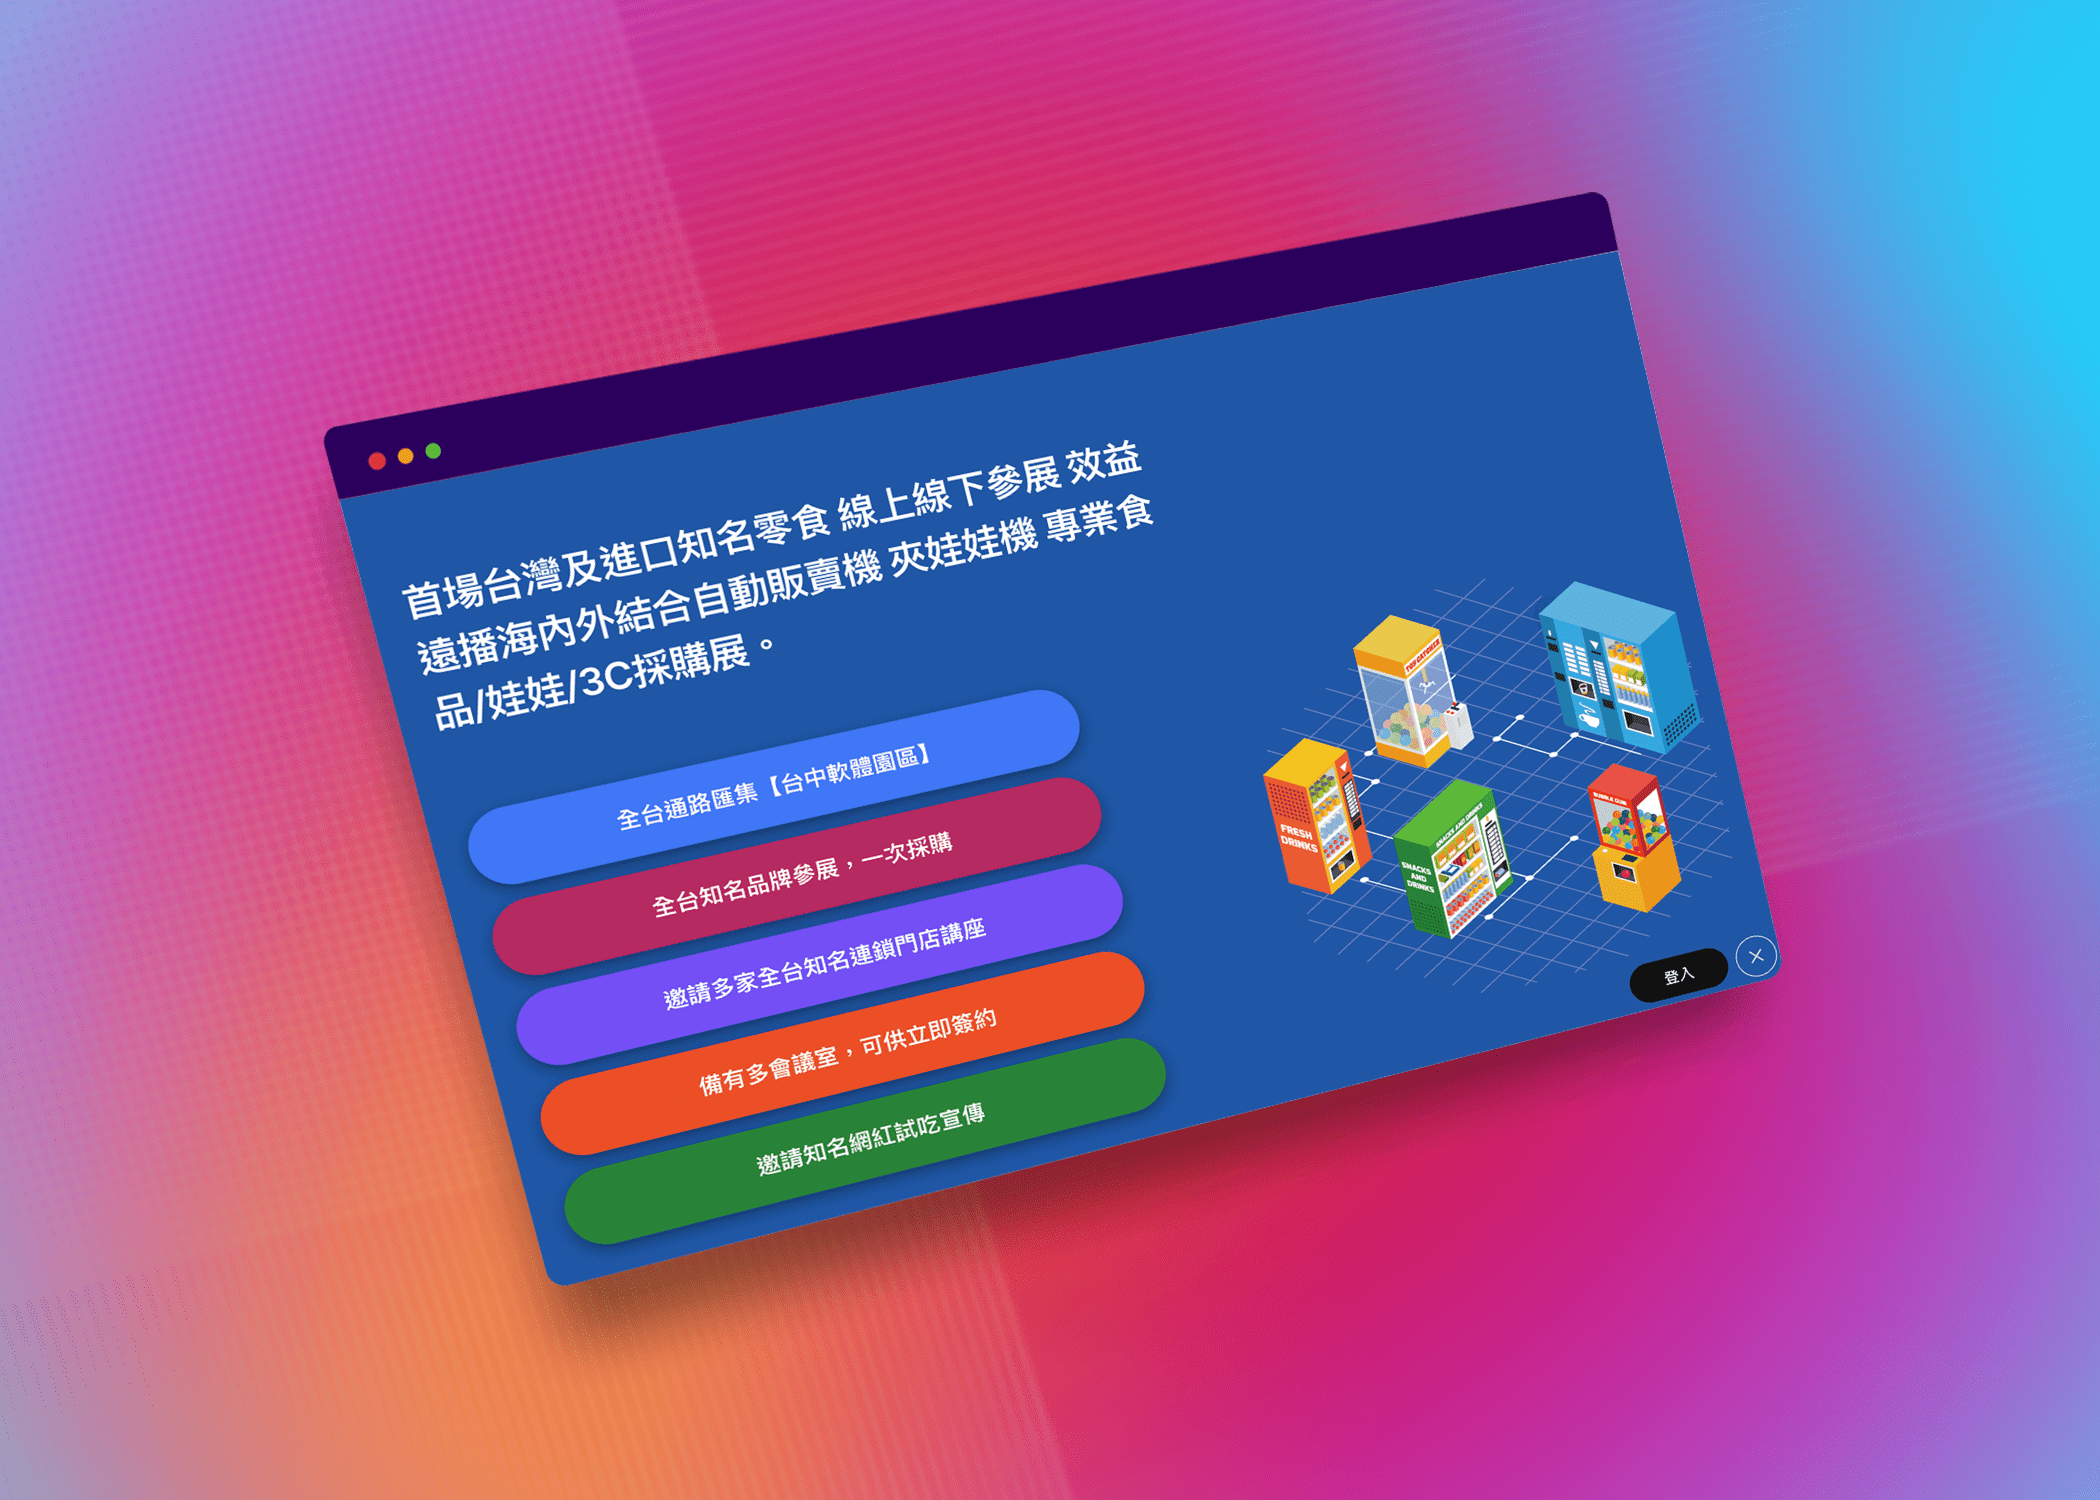 首場台灣及進口知名零食 線上線下參展 效益
遠播海內外結合自動販賣機 夾娃娃機 專業食
品/娃娃/3C採購展。
全台通路匯集【台中軟體園區】
全台知名品牌參展，一次採購
邀請多家全台知名連鎖門店講座
備有多會議室，可供立即簽約
邀請知名網紅試吃宣傳
TOY CATCHER
FRESH
DRINKS
SNACKS AND DRINKS
SNACKS
AND
DRINKS
BUBBLE GUM
登入